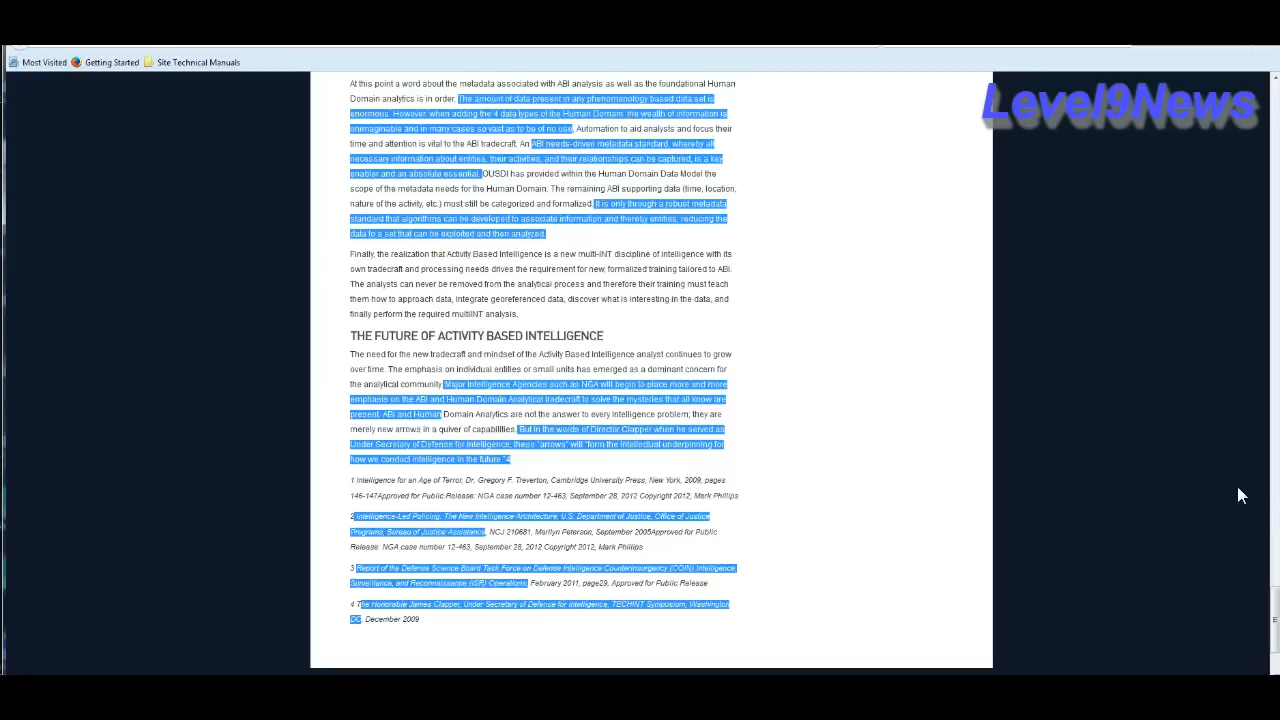 Most Visited Getting Started Site Technical Manuals
Level9News
At this point a word about the metadata associated with ABI analysis as well as the foundational Human
Domain analytics is in order. The amount of data present in any phenomenology based data set is
enormous. However, when adding the 4 data types of the Human Domain, the wealth of information is
unimaginable and in many cases so vast as to be of no use. Automation to aid analysts and focus their
time and attention is vital to the ABI tradecraft. An ABI needs-driven metadata standard, whereby all
necessary information about entities, their activities, and their relationships can be captured, is a key
enabler and an absolute essential. OUSDI has provided within the Human Domain Data Model the
scope of the metadata needs for the Human Domain. The remaining ABI supporting data (time, location,
nature of the activity, etc.) must still be categorized and formalized. It is only through a robust metadata
standard that algorithms can be developed to associate information and thereby entities, reducing the
data to a set that can be exploited and then analyzed.
Finally, the realization that Activity Based Intelligence is a new multi-INT discipline of intelligence with its
own tradecraft and processing needs drives the requirement for new, formalized training tailored to ABI.
The analysts can never be removed from the analytical process and therefore their training must teach
them how to approach data, integrate georeferenced data, discover what is interesting in the data, and
finally perform the required multiINT analysis.
THE FUTURE OF ACTIVITY BASED INTELLIGENCE
The need for the new tradecraft and mindset of the Activity Based Intelligence analyst continues to grow
over time. The emphasis on individual entities or small units has emerged as a dominant concern for
the analytical community. Major Intelligence Agencies such as NGA will begin to place more and more
emphasis on the ABI and Human Domain Analytical tradecraft to solve the mysteries that all know are
present. ABI and Human Domain Analytics are not the answer to every intelligence problem; they are
merely new arrows in a quiver of capabilities. But in the words of Director Clapper when he served as
Under Secretary of Defense for Intelligence, these "arrows" will "form the intellectual underpinning for
how we conduct intelligence in the future."4
1 Intelligence for an Age of Terror, Dr. Gregory F. Treverton, Cambridge University Press, New York, 2009, pages
146-147Approved for Public Release: NGA case number 12-463, September 28, 2012 Copyright 2012, Mark Phillips
2 Intelligence-Led Policing: The New Intelligence Architecture, U.S. Department of Justice, Office of Justice
Programs, Bureau of Justice Assistance, NCJ 210681, Marilyn Peterson, September 2005Approved for Public
Release: NGA case number 12-463, September 28, 2012 Copyright 2012, Mark Phillips
3 Report of the Defense Science Board Task Force on Defense Intelligence Counterinsurgency (COIN) Intelligence,
Surveillance, and Reconnaissance (ISR) Operations, February 2011, page29, Approved for Public Release
4 The Honorable James Clapper, Under Secretary of Defense for Intelligence, TECHINT Symposium, Washington
DC, December 2009